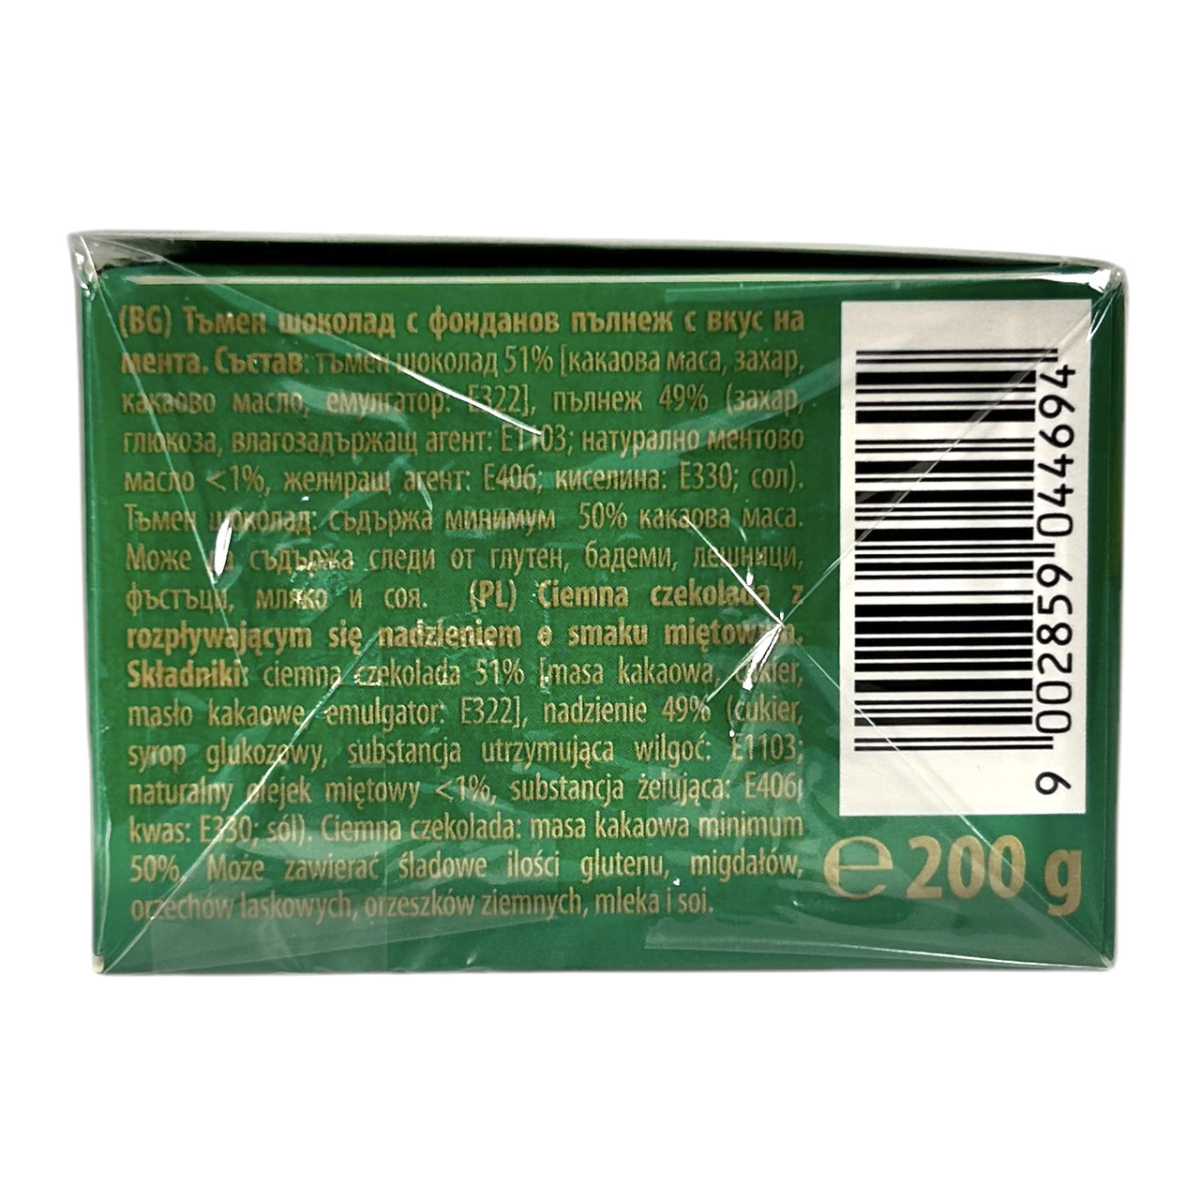 (BG) Тъмен шоколад с фонданов пълнеж с вкус на
мента. Състав: тъмен шоколад 51% [какаова маса, захар,
какаово масло, емулгатор: E322], пълнеж 49% (захар,
глюкоза, влагозадържащ агент: E1103; натурално ментово
масло <1%, желиращ агент: E406; киселина: E330; сол).
Тъмен шоколад: съдържа минимум 50% какаова маса.
Може да съдържа следи от глутен, бадеми, лешници,
фъстъци, мляко и соя. (PL) Ciemna czekolada z
rozpływającym się nadzieniem o smaku miętowym.
Składniki: ciemna czekolada 51% [masa kakaowa, cukier,
masło kakaowe, emulgator: E322], nadzienie 49% (cukier,
syrop glukozowy, substancja utrzymująca wilgoć: E1103;
naturalny olejek miętowy <1%, substancja żelująca: E406;
kwas: E330; sól). Ciemna czekolada: masa kakaowa minimum
50%. Może zawierać śladowe ilości glutenu, migdałów,
orzechów laskowych, orzeszków ziemnych, mleka i soi.
9 002859 044694
℮ 200 g